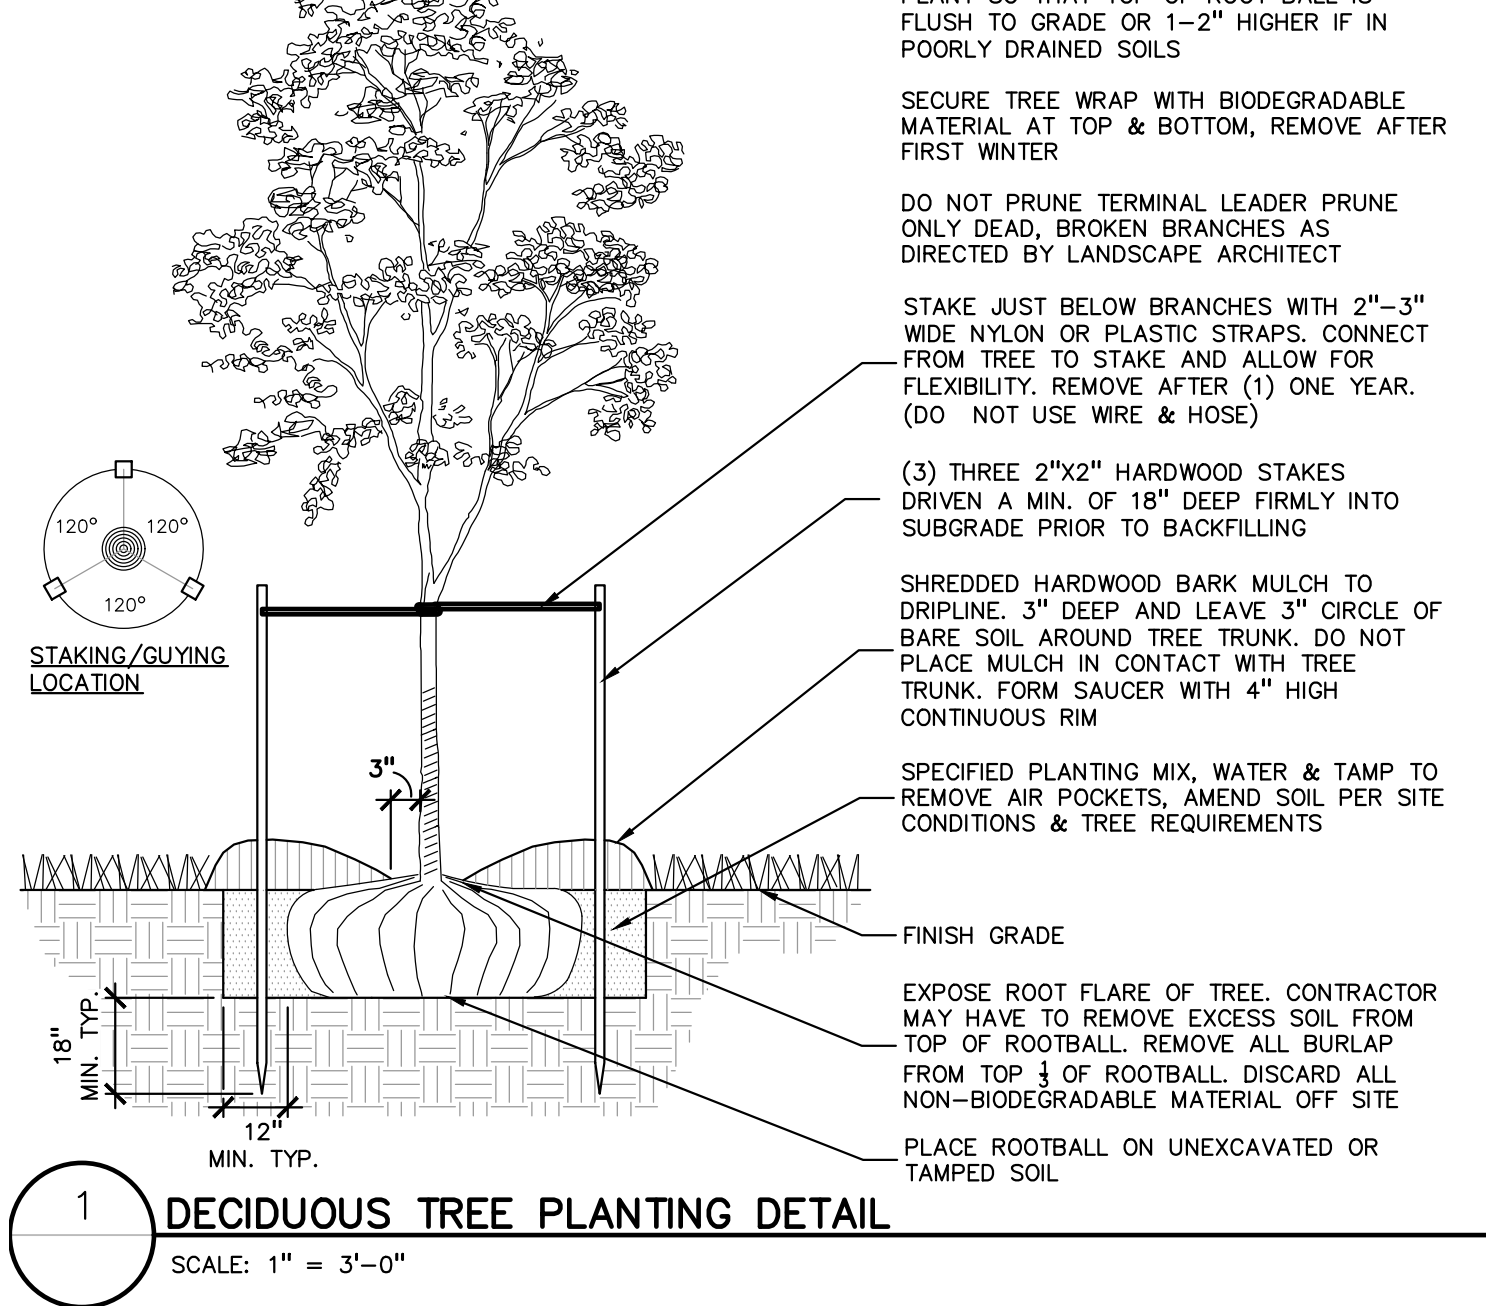 PLANT SO THAT TOP OF ROOT BALL IS
FLUSH TO GRADE OR 1–2" HIGHER IF IN
POORLY DRAINED SOILS
SECURE TREE WRAP WITH BIODEGRADABLE
MATERIAL AT TOP & BOTTOM, REMOVE AFTER
FIRST WINTER
DO NOT PRUNE TERMINAL LEADER PRUNE
ONLY DEAD, BROKEN BRANCHES AS
DIRECTED BY LANDSCAPE ARCHITECT
STAKE JUST BELOW BRANCHES WITH 2"–3"
WIDE NYLON OR PLASTIC STRAPS. CONNECT
FROM TREE TO STAKE AND ALLOW FOR
FLEXIBILITY. REMOVE AFTER (1) ONE YEAR.
(DO NOT USE WIRE & HOSE)
(3) THREE 2"X2" HARDWOOD STAKES
DRIVEN A MIN. OF 18" DEEP FIRMLY INTO
SUBGRADE PRIOR TO BACKFILLING
SHREDDED HARDWOOD BARK MULCH TO
DRIPLINE. 3" DEEP AND LEAVE 3" CIRCLE OF
BARE SOIL AROUND TREE TRUNK. DO NOT
PLACE MULCH IN CONTACT WITH TREE
TRUNK. FORM SAUCER WITH 4" HIGH
CONTINUOUS RIM
SPECIFIED PLANTING MIX, WATER & TAMP TO
REMOVE AIR POCKETS, AMEND SOIL PER SITE
CONDITIONS & TREE REQUIREMENTS
FINISH GRADE
EXPOSE ROOT FLARE OF TREE. CONTRACTOR
MAY HAVE TO REMOVE EXCESS SOIL FROM
TOP OF ROOTBALL. REMOVE ALL BURLAP
FROM TOP 1/3 OF ROOTBALL. DISCARD ALL
NON–BIODEGRADABLE MATERIAL OFF SITE
PLACE ROOTBALL ON UNEXCAVATED OR
TAMPED SOIL
120° 120°
120°
STAKING/GUYING
LOCATION
3"
18"
MIN. TYP.
12"
MIN. TYP.
1
DECIDUOUS TREE PLANTING DETAIL
SCALE: 1" = 3'–0"